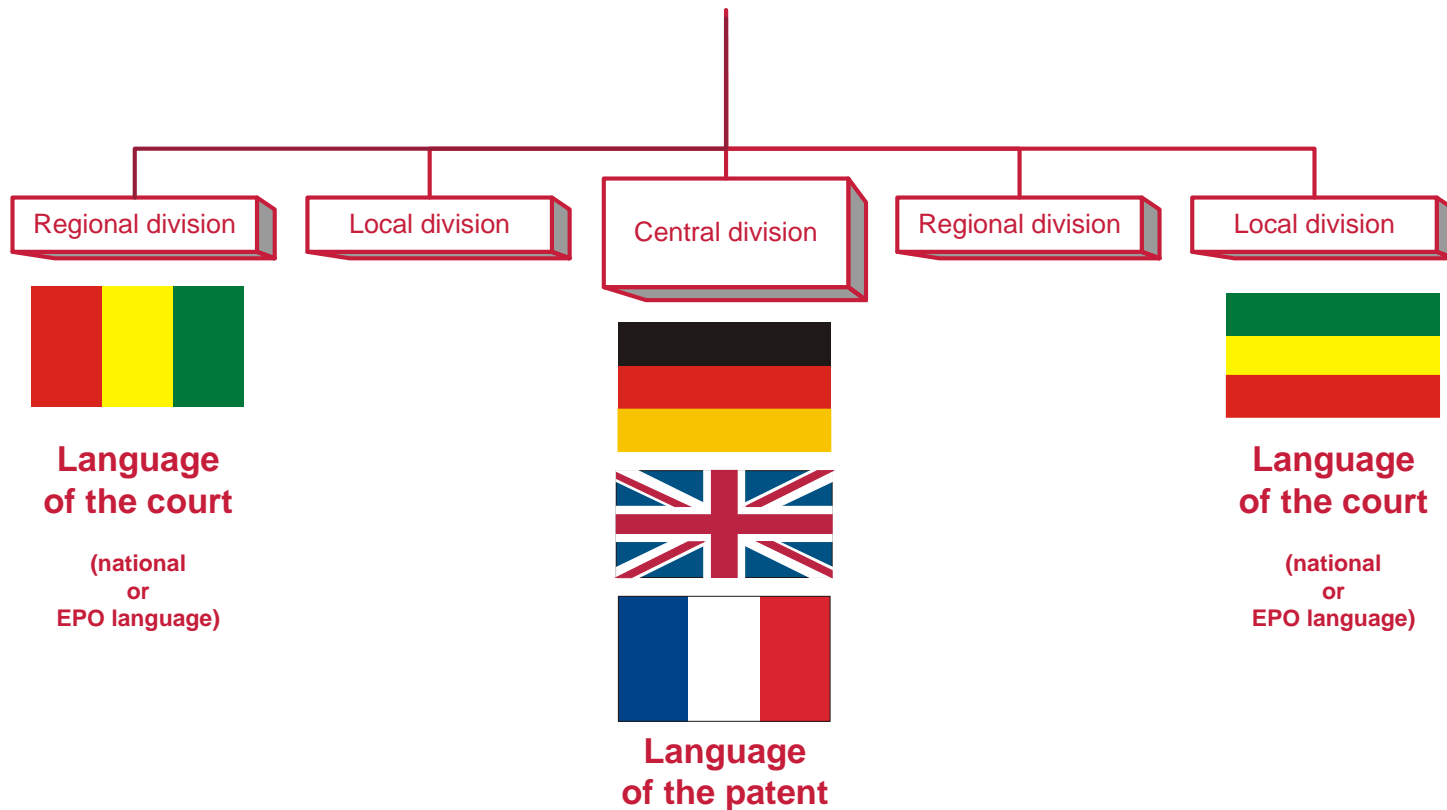 Regional division
Local division
Central division
Regional division
Local division
Language
of the court
(national
or
EPO language)
Language
of the patent
Language
of the court
(national
or
EPO language)